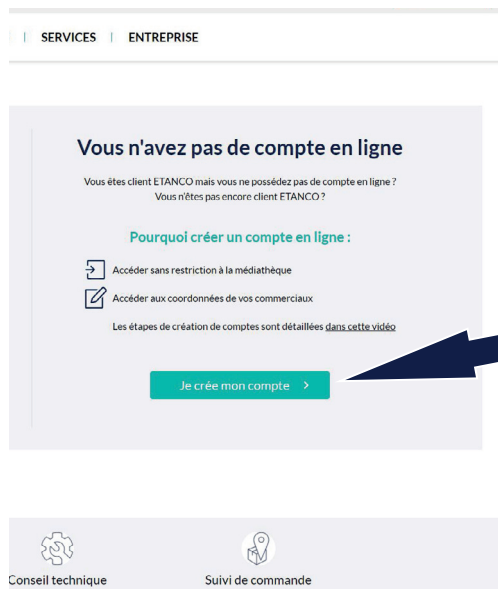 SERVICES | ENTREPRISE
Vous n'avez pas de compte en ligne
Vous êtes client ETANCO mais vous ne possédez pas de compte en ligne ?
Vous n'êtes pas encore client ETANCO ?
Pourquoi créer un compte en ligne :
Accéder sans restriction à la médiathèque
Accéder aux coordonnées de vos commerciaux
Les étapes de création de comptes sont détaillées dans cette vidéo
Je crée mon compte >
Conseil technique
Suivi de commande